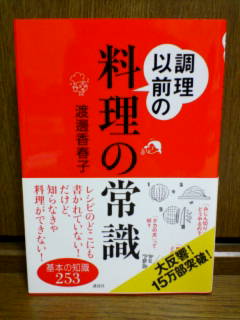 調理
以前の
料理の常識
渡邊香春子
レシピのどこにも
書かれていない!
だけど、
知らなきゃ
料理ができない!
基本の知識
253
講談社
大反響!
15万部突破!